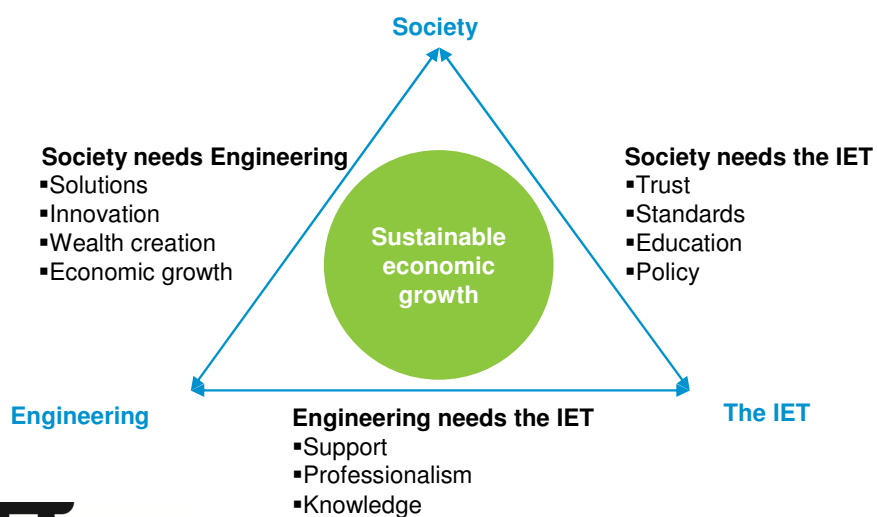 Society
Society needs Engineering
▪Solutions
▪Innovation
▪Wealth creation
▪Economic growth
Society needs the IET
▪Trust
▪Standards
▪Education
▪Policy
Sustainable
economic
growth
Engineering
The IET
Engineering needs the IET
▪Support
▪Professionalism
▪Knowledge